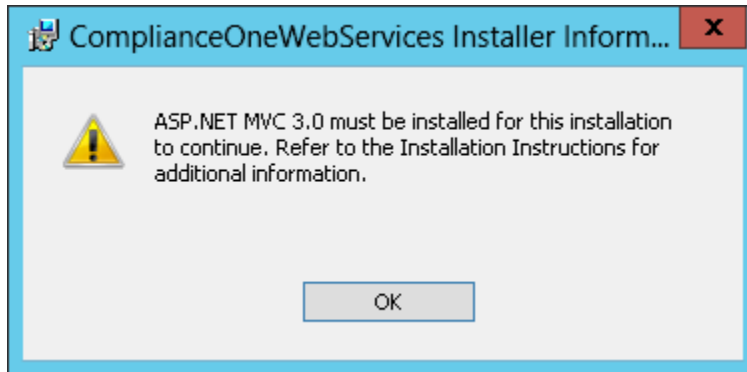 ComplianceOneWebServices Installer Inform...
ASP.NET MVC 3.0 must be installed for this installation
to continue. Refer to the Installation Instructions for
additional information.
OK